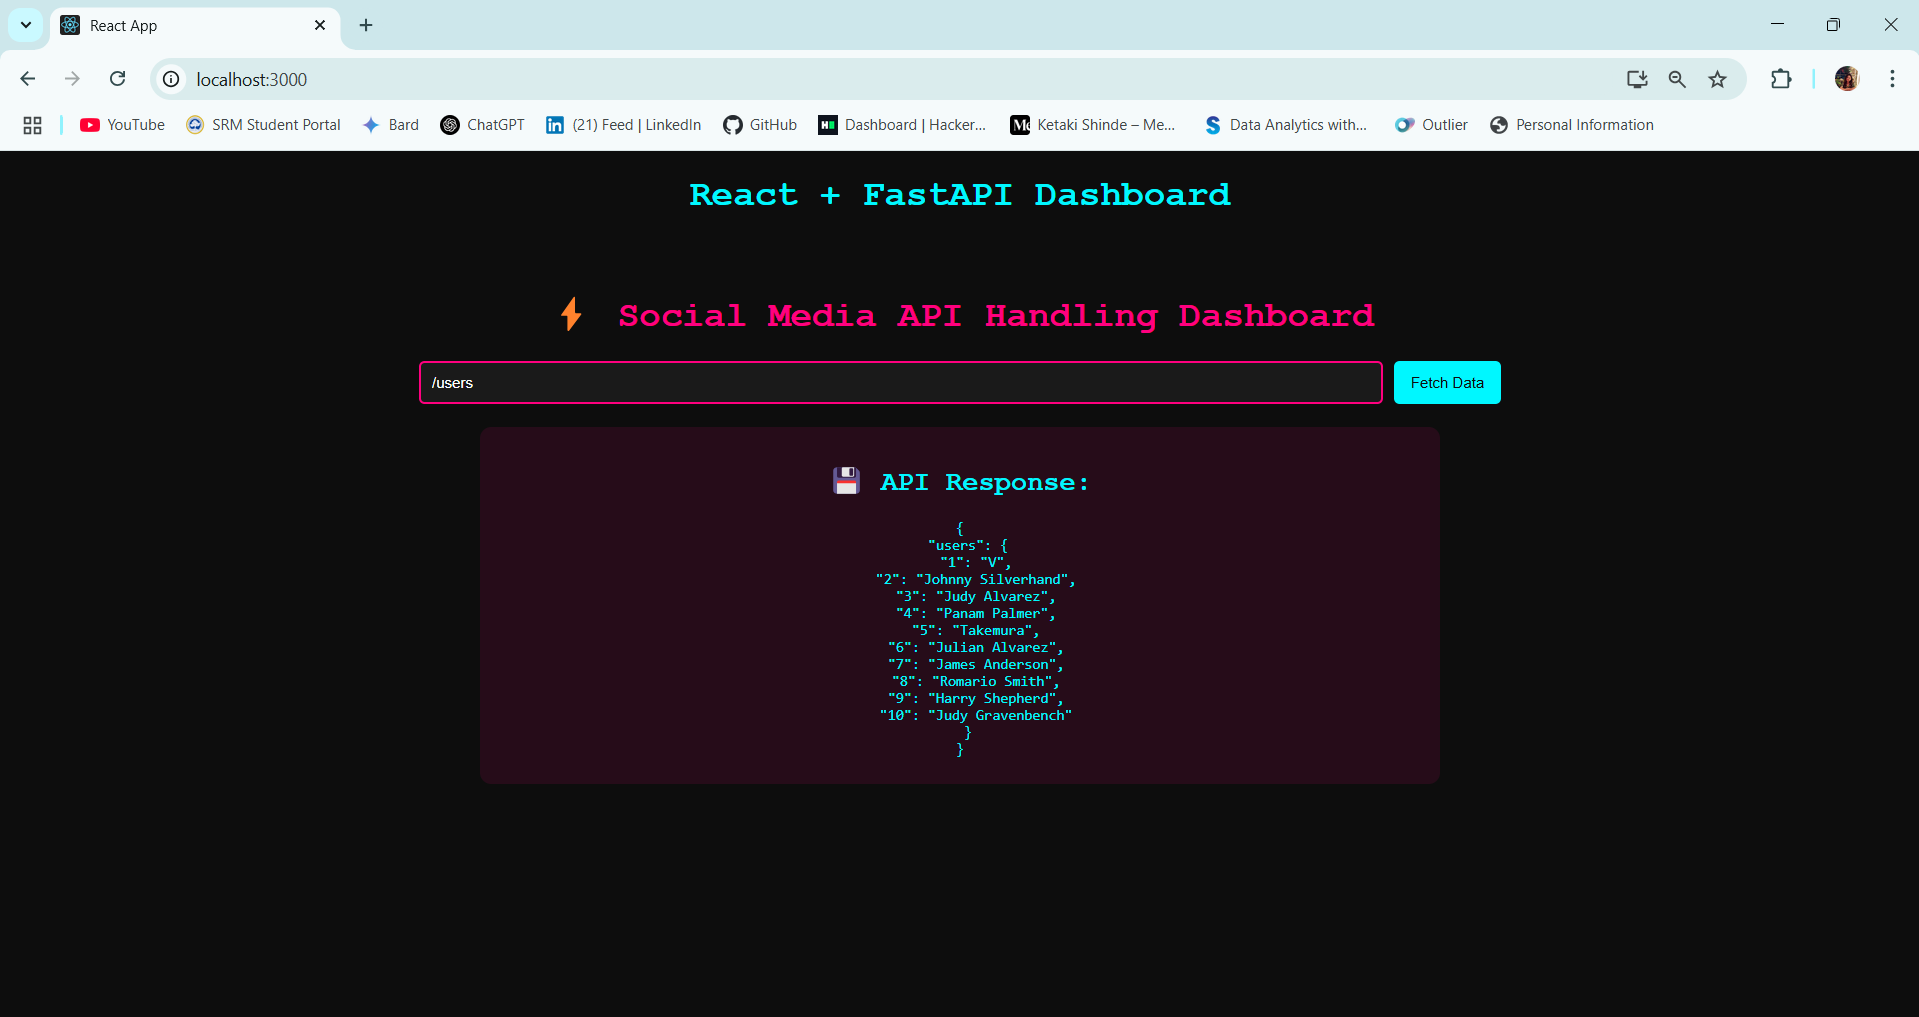 React App
localhost:3000
YouTube SRM Student Portal Bard ChatGPT (21) Feed | LinkedIn GitHub Dashboard | Hacker... Ketaki Shinde – Me... Data Analytics with... Outlier Personal Information
React + FastAPI Dashboard
⚡ Social Media API Handling Dashboard
/users Fetch Data
💾 API Response:
{
"users": {
"1": "V",
"2": "Johnny Silverhand",
"3": "Judy Alvarez",
"4": "Panam Palmer",
"5": "Takemura",
"6": "Julian Alvarez",
"7": "James Anderson",
"8": "Romario Smith",
"9": "Harry Shepherd",
"10": "Judy Gravenbench"
}
}